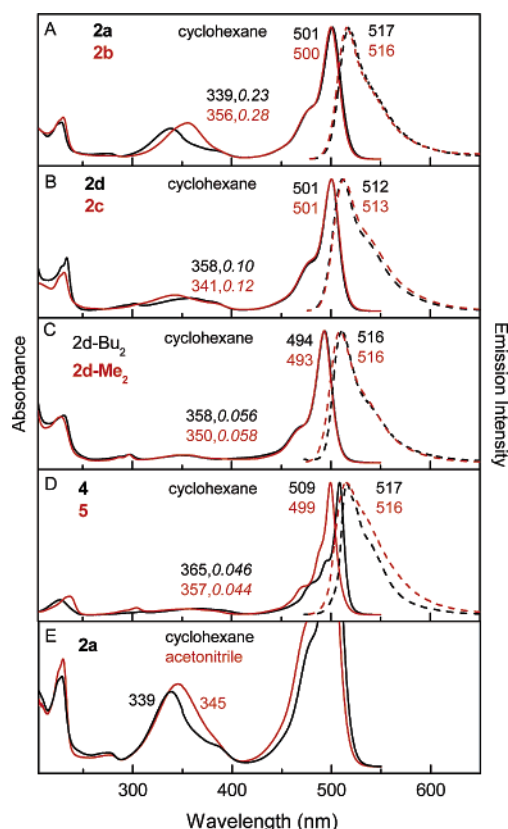 A 2a cyclohexane 501 517
2b 500 516
339,0.23
356,0.28
B 2d cyclohexane 501 512
2c 501 513
358,0.10
341,0.12
C 2d-Bu₂ cyclohexane 494 516
2d-Me₂ 493 516
358,0.056
350,0.058
D 4 cyclohexane 509 517
5 499 516
365,0.046
357,0.044
E 2a cyclohexane
acetonitrile
339 345
300 400 500 600
Wavelength (nm)
Absorbance
Emission Intensity